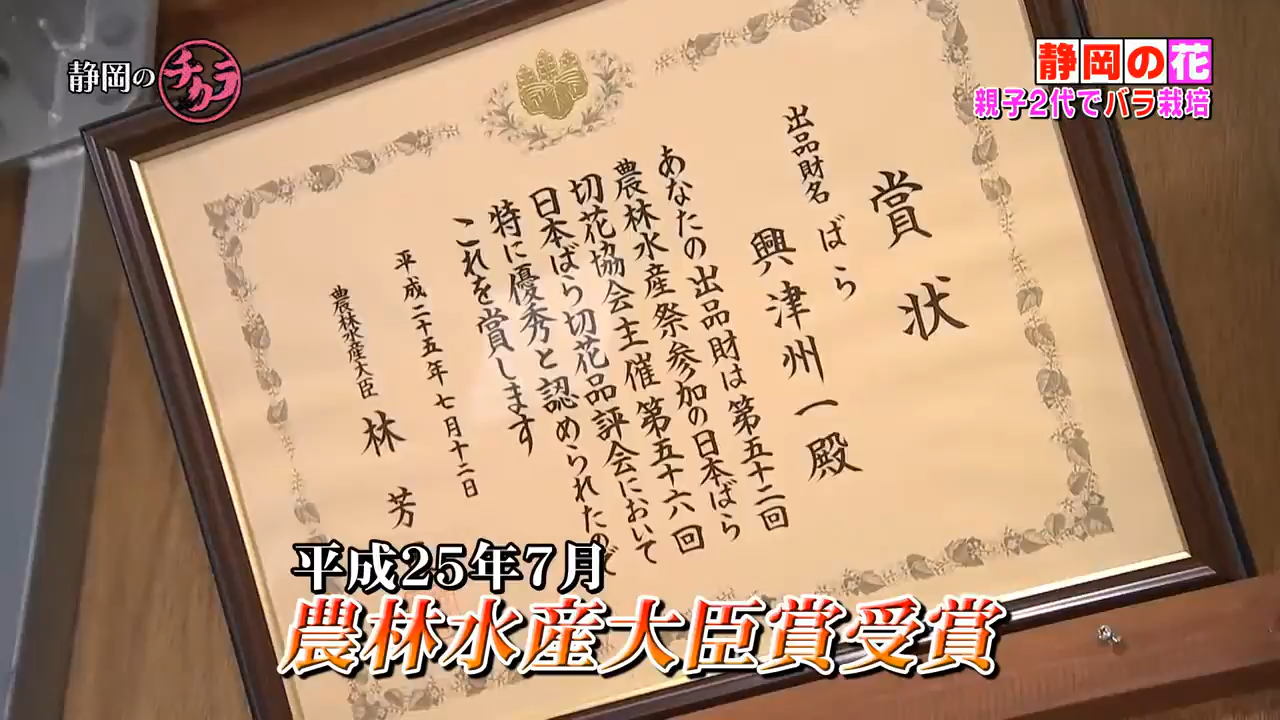 静岡の
チカラ
静岡の花
親子2代でバラ栽培
賞状
出品財名 ばら
興津州一殿
あなたの出品財は第五十二回
農林水産祭参加の日本ばら
切花協会主催第五十六回
日本ばら切花品評会において
特に優秀と認められたので
これを賞します
平成二十五年七月十二日
農林水産大臣 林 芳
平成25年7月
農林水産大臣賞受賞